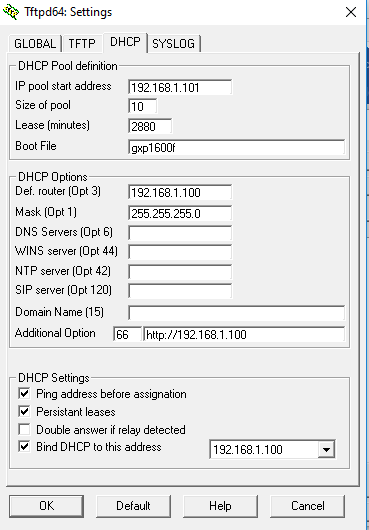 Tftpd64: Settings
GLOBAL TFTP DHCP SYSLOG
DHCP Pool definition
IP pool start address 192.168.1.101
Size of pool 10
Lease (minutes) 2880
Boot File gxp1600f
DHCP Options
Def. router (Opt 3) 192.168.1.100
Mask (Opt 1) 255.255.255.0
DNS Servers (Opt 6)
WINS server (Opt 44)
NTP server (Opt 42)
SIP server (Opt 120)
Domain Name (15)
Additional Option 66 http://192.168.1.100
DHCP Settings
Ping address before assignation
Persistant leases
Double answer if relay detected
Bind DHCP to this address 192.168.1.100
OK Default Help Cancel